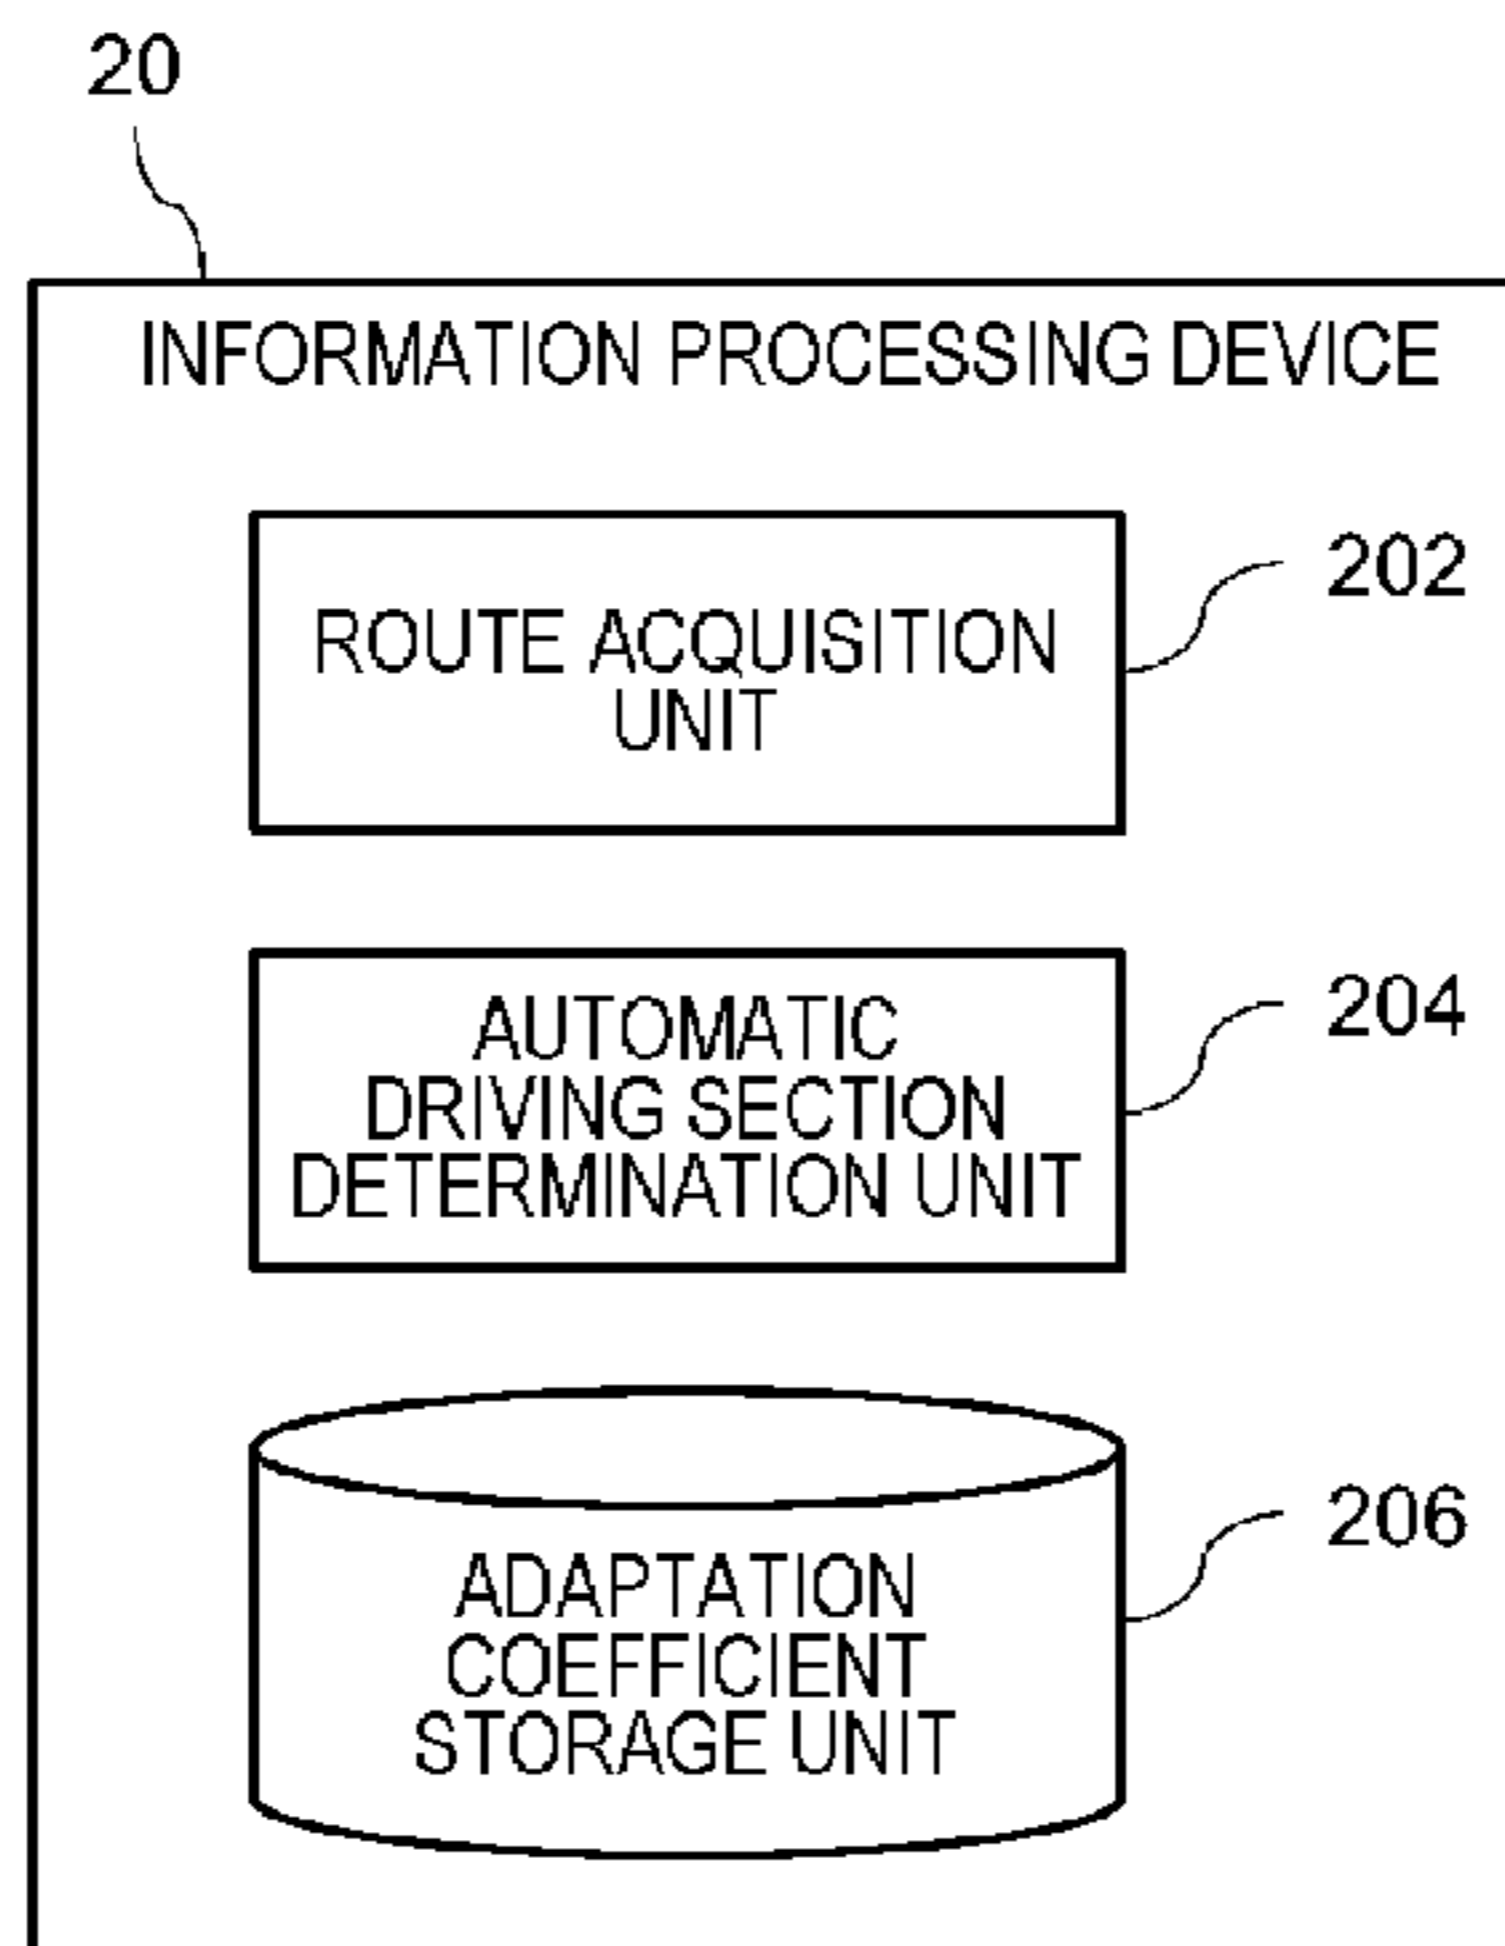 20
INFORMATION PROCESSING DEVICE
202
ROUTE ACQUISITION
UNIT
204
AUTOMATIC
DRIVING SECTION
DETERMINATION UNIT
206
ADAPTATION
COEFFICIENT
STORAGE UNIT